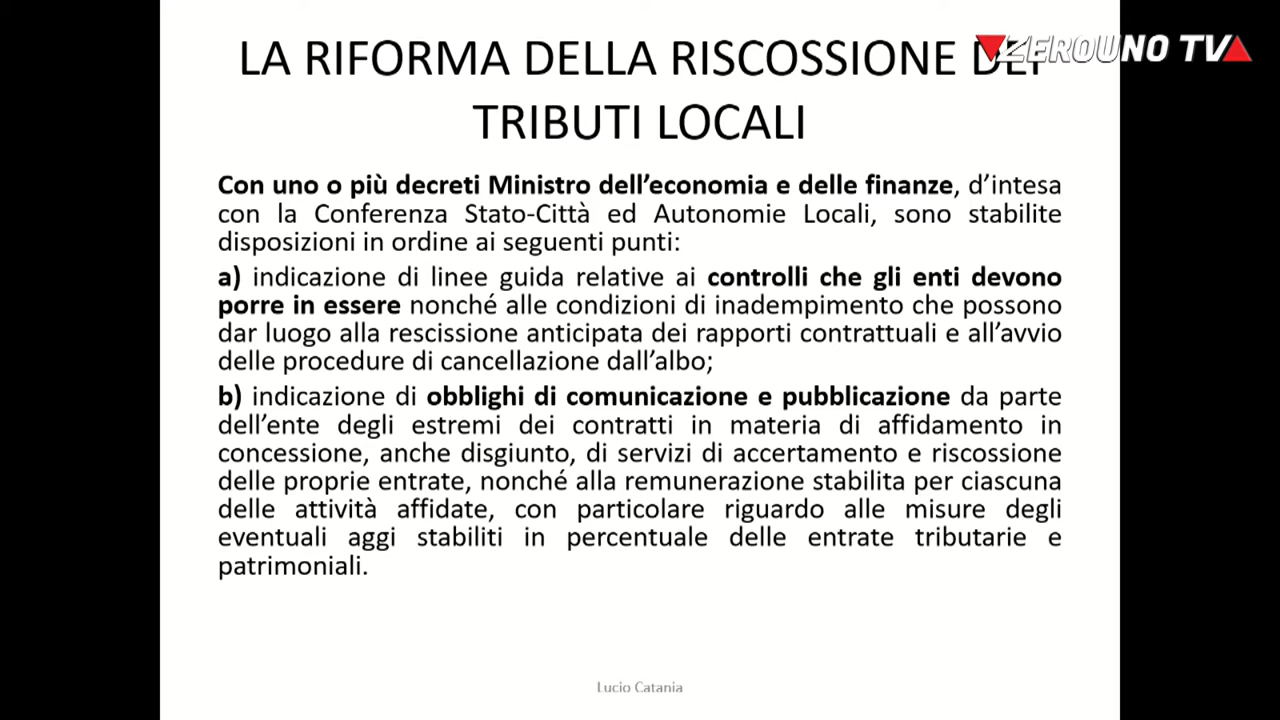 LA RIFORMA DELLA RISCOSSIONE DEI
ZEROUNO TV
TRIBUTI LOCALI
Con uno o più decreti Ministro dell’economia e delle finanze, d’intesa
con la Conferenza Stato-Città ed Autonomie Locali, sono stabilite
disposizioni in ordine ai seguenti punti:
a) indicazione di linee guida relative ai controlli che gli enti devono
porre in essere nonché alle condizioni di inadempimento che possono
dar luogo alla rescissione anticipata dei rapporti contrattuali e all’avvio
delle procedure di cancellazione dall’albo;
b) indicazione di obblighi di comunicazione e pubblicazione da parte
dell’ente degli estremi dei contratti in materia di affidamento in
concessione, anche disgiunto, di servizi di accertamento e riscossione
delle proprie entrate, nonché alla remunerazione stabilita per ciascuna
delle attività affidate, con particolare riguardo alle misure degli
eventuali aggi stabiliti in percentuale delle entrate tributarie e
patrimoniali.
Lucio Catania